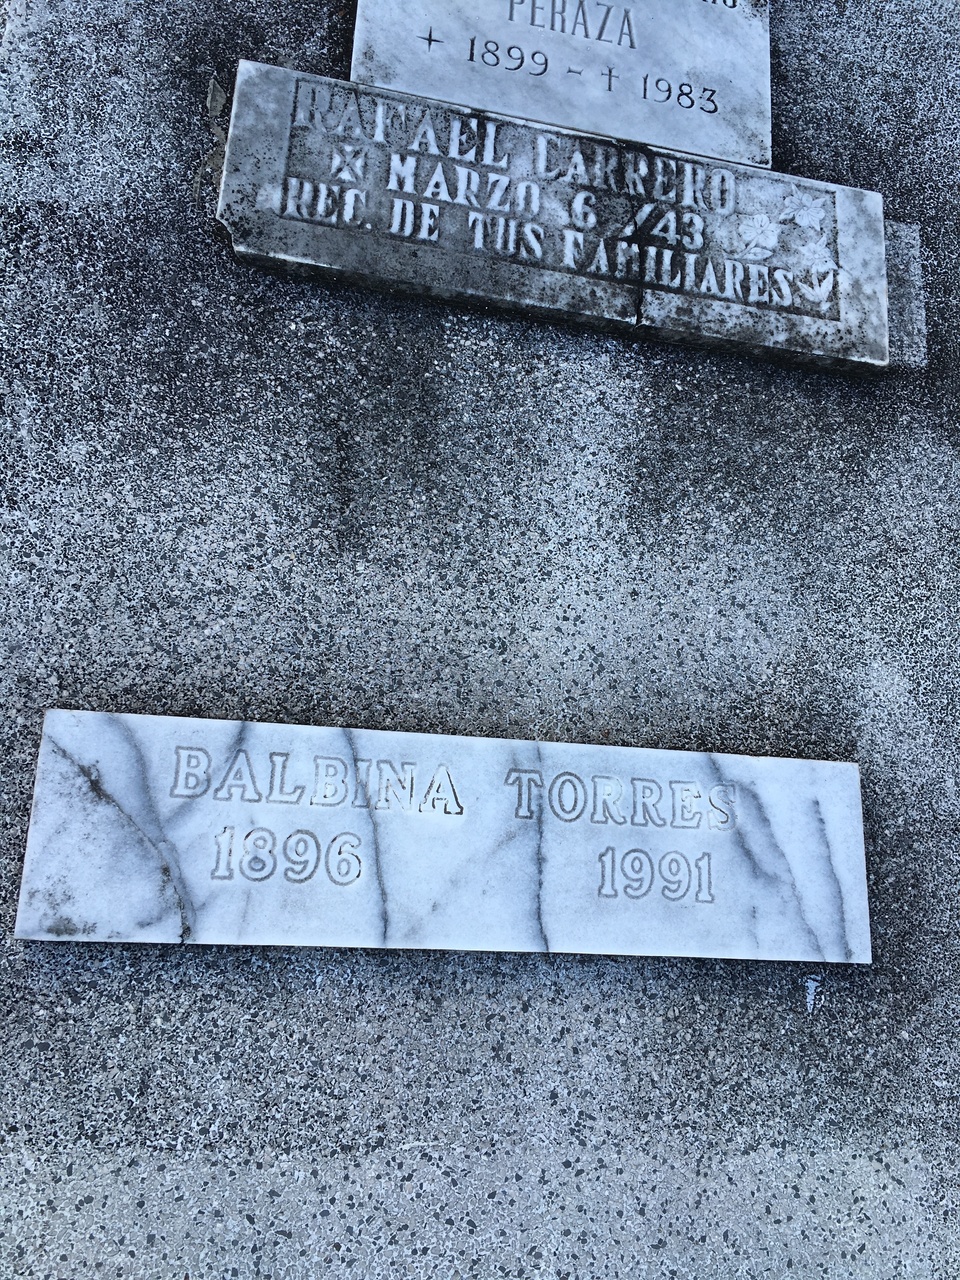 PERAZA
+ 1899 - † 1983
RAFAEL CARRERO
✠ MARZO 6/43
REC. DE TUS FAMILIARES
BALBINA TORRES
1896 1991